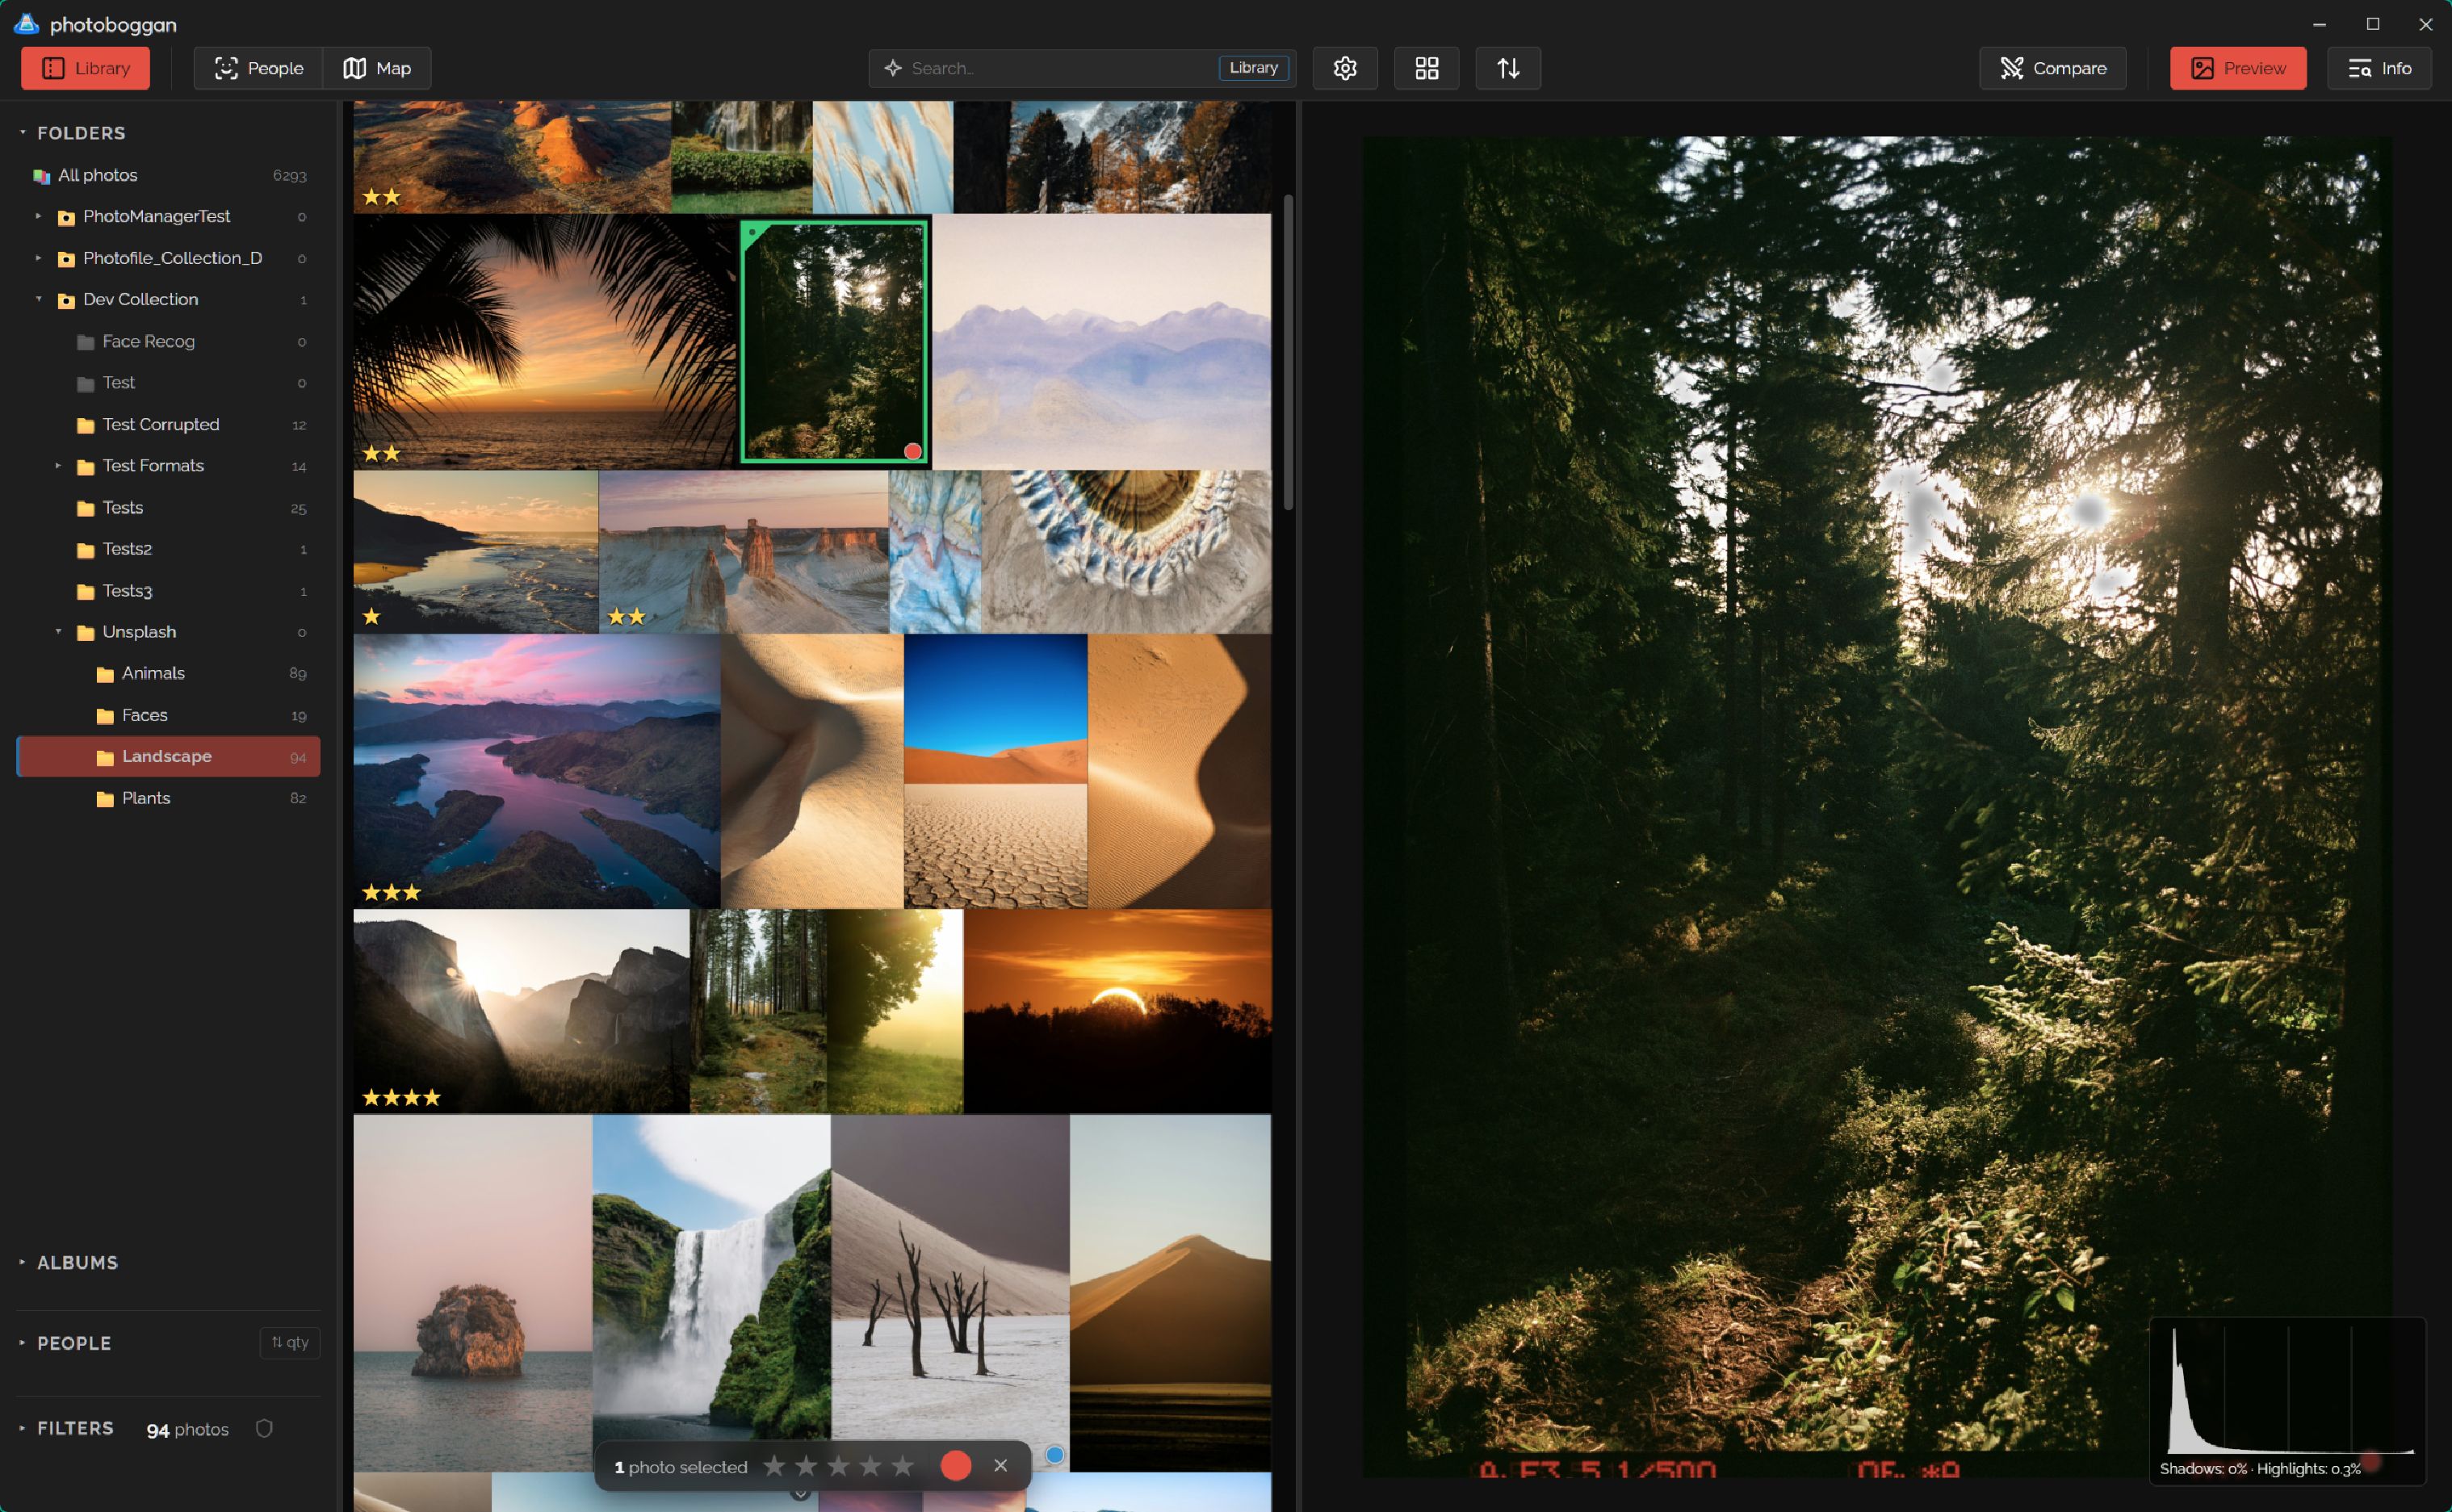 photoboggan
Library
People
Map
Search...
Library
Compare
Preview
Info
FOLDERS
All photos 6293
PhotoManagerTest 0
Photofile_Collection_D 0
Dev Collection 1
Face Recog 0
Test 0
Test Corrupted 12
Test Formats 14
Tests 25
Tests2 1
Tests3 1
Unsplash 0
Animals 89
Faces 19
Landscape 94
Plants 82
ALBUMS
PEOPLE
qty
FILTERS 94 photos
1 photo selected
1/500
Shadows: 0% · Highlights: 0.3%